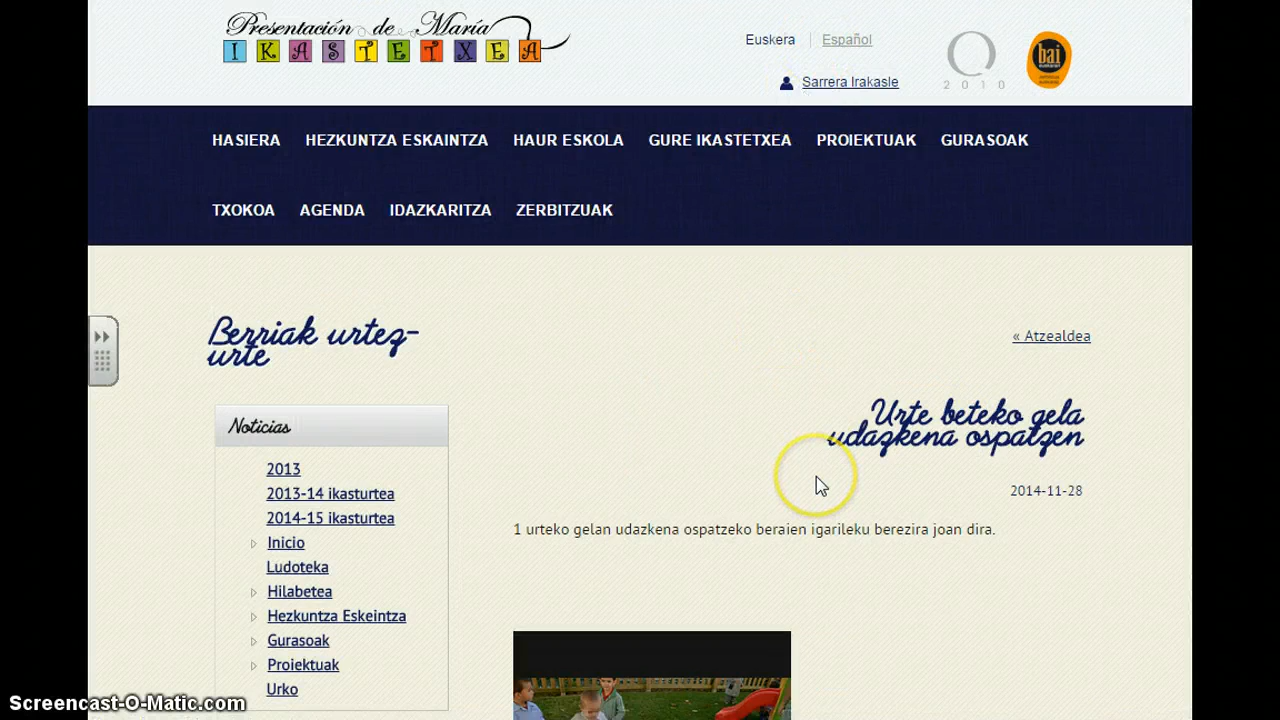 Presentación de María
IKASTETXEA
Euskera
Español
2010
bai
euskarari
Sarrera Irakasle
HASIERA
HEZKUNTZA ESKAINTZA
HAUR ESKOLA
GURE IKASTETXEA
PROIEKTUAK
GURASOAK
TXOKOA
AGENDA
IDAZKARITZA
ZERBITZUAK
Berriak urtez-
urte
« Atzealdea
Noticias
2013
2013-14 ikasturtea
2014-15 ikasturtea
Inicio
Ludoteka
Hilabetea
Hezkuntza Eskeintza
Gurasoak
Proiektuak
Urko
Urte beteko gela
udazkena ospatzen
2014-11-28
1 urteko gelan udazkena ospatzeko beraien igarileku berezira joan dira.
Screencast-O-Matic.com